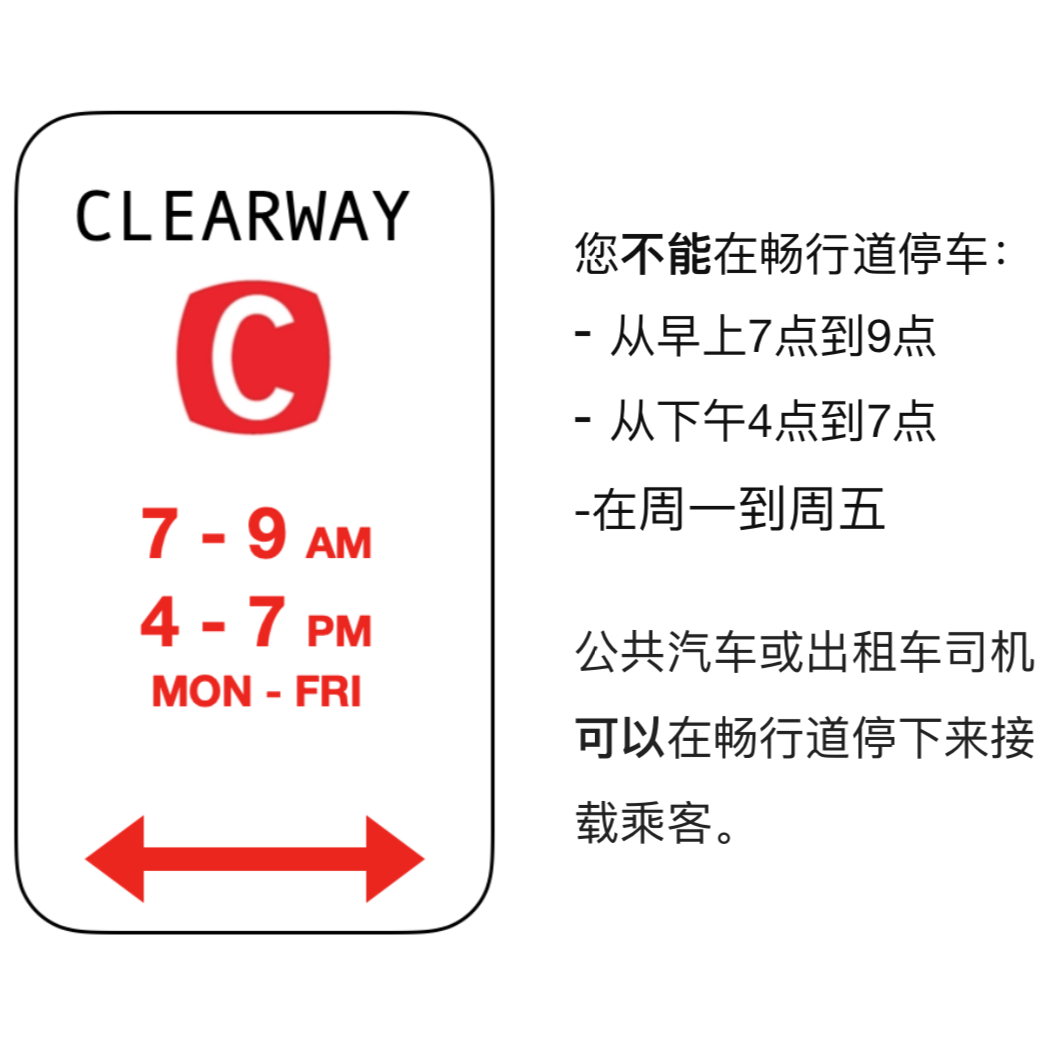 CLEARWAY
C
7 - 9 AM
4 - 7 PM
MON - FRI
您不能在畅行道停车：
- 从早上7点到9点
- 从下午4点到7点
-在周一到周五
公共汽车或出租车司机
可以在畅行道停下来接
载乘客。